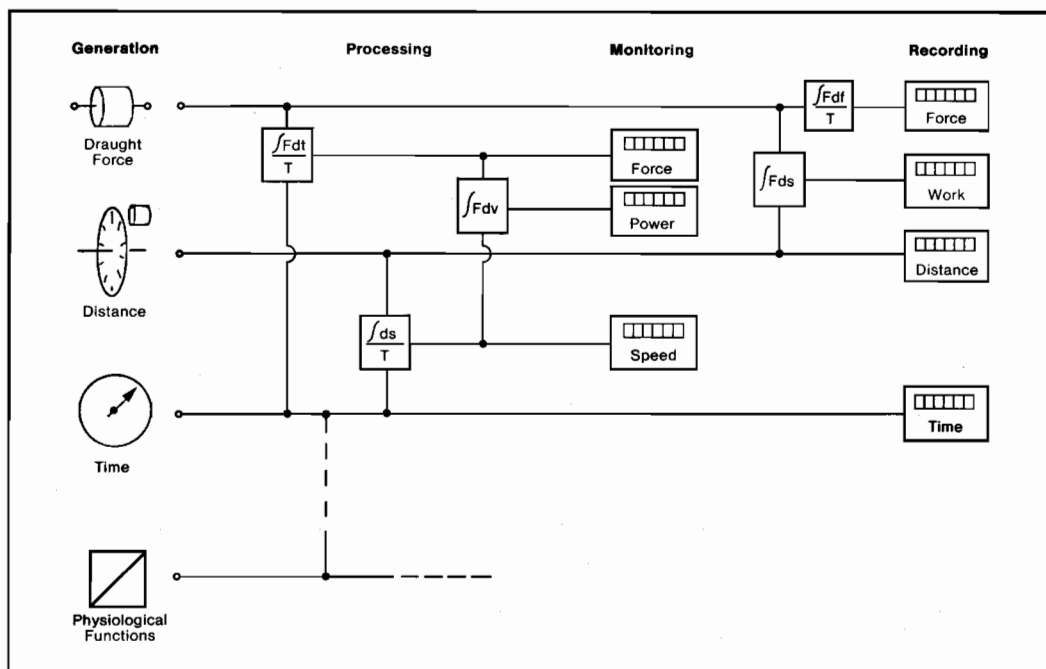 Generation Processing Monitoring Recording
Draught
Force
∫Fdt
T
∫Fdf
T
Force
Force
∫Fdv
Power
∫Fds
Work
Distance
Distance
∫ds
T
Speed
Time
Time
Physiological
Functions